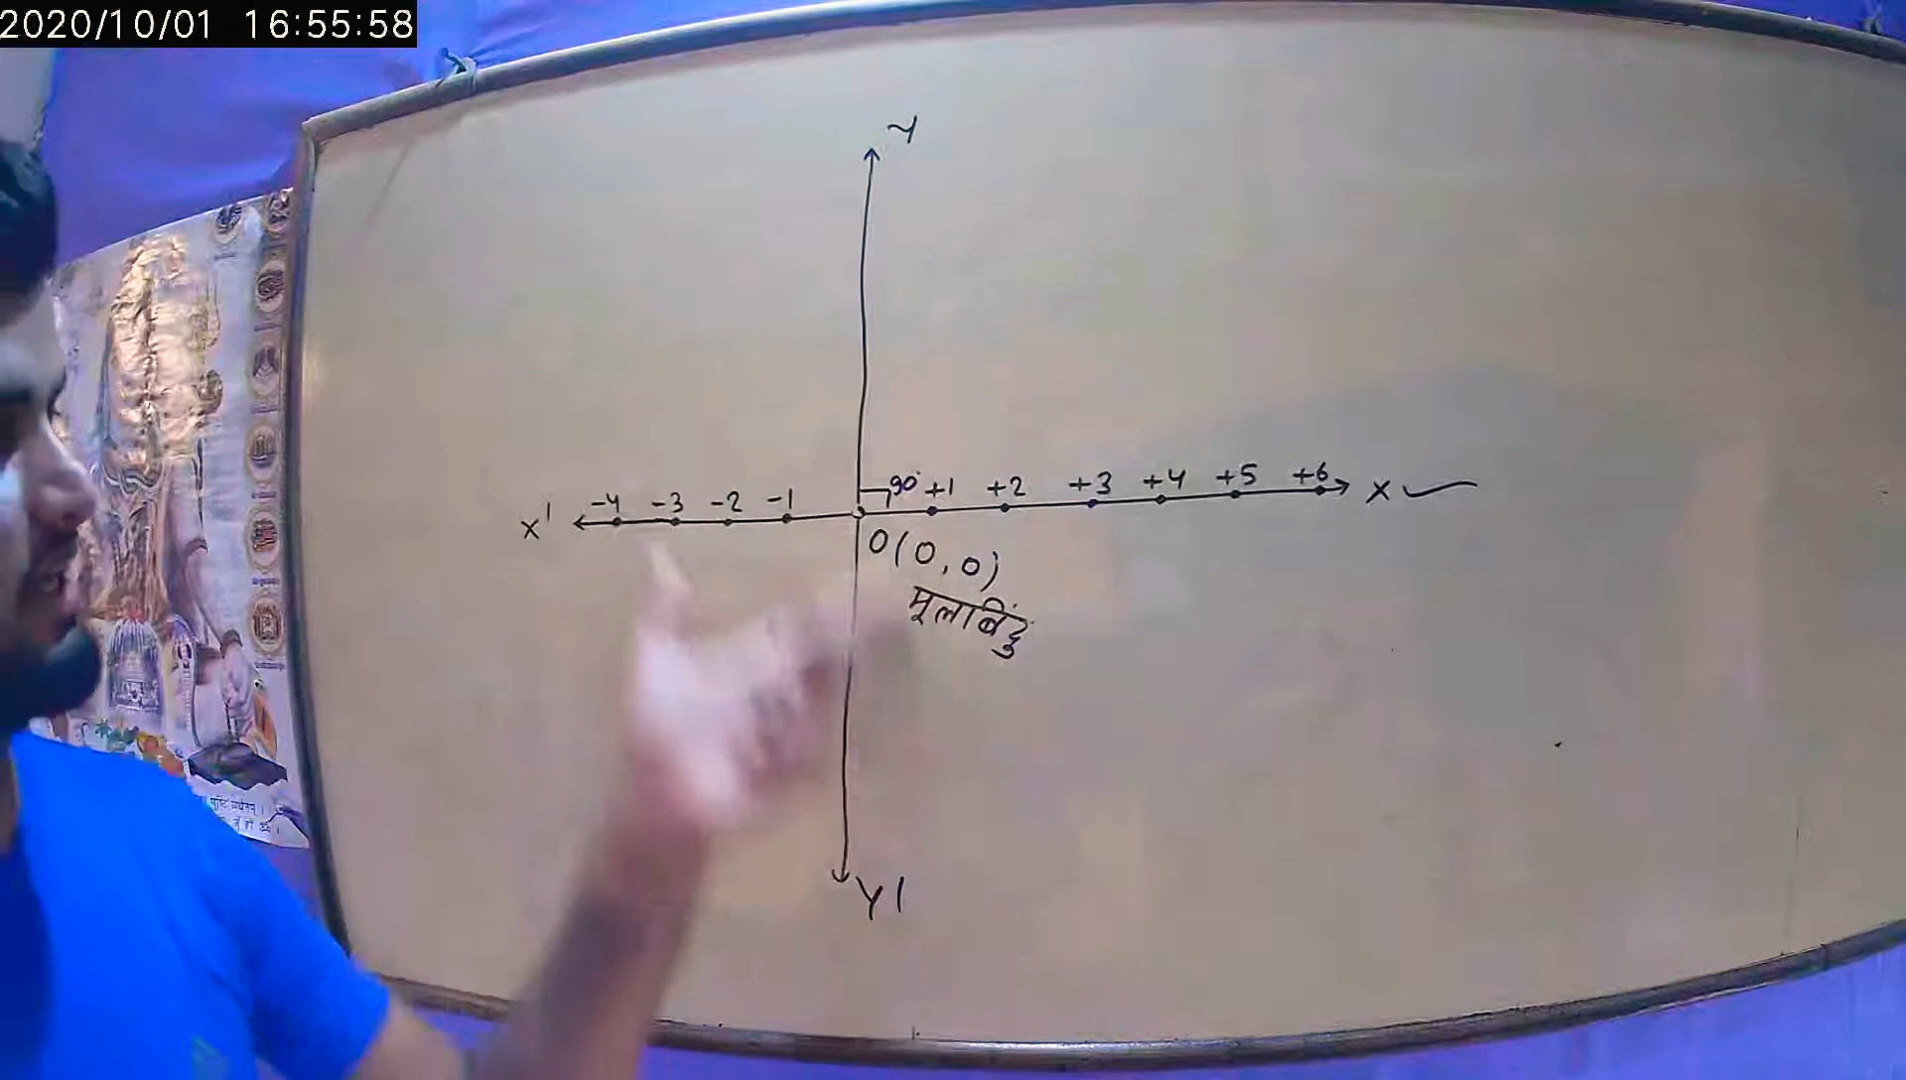 2020/10/01 16:55:58
Y
90°
-4 -3 -2 -1 +1 +2 +3 +4 +5 +6
X' X
O(0,0)
मूलबिंदु
Y'